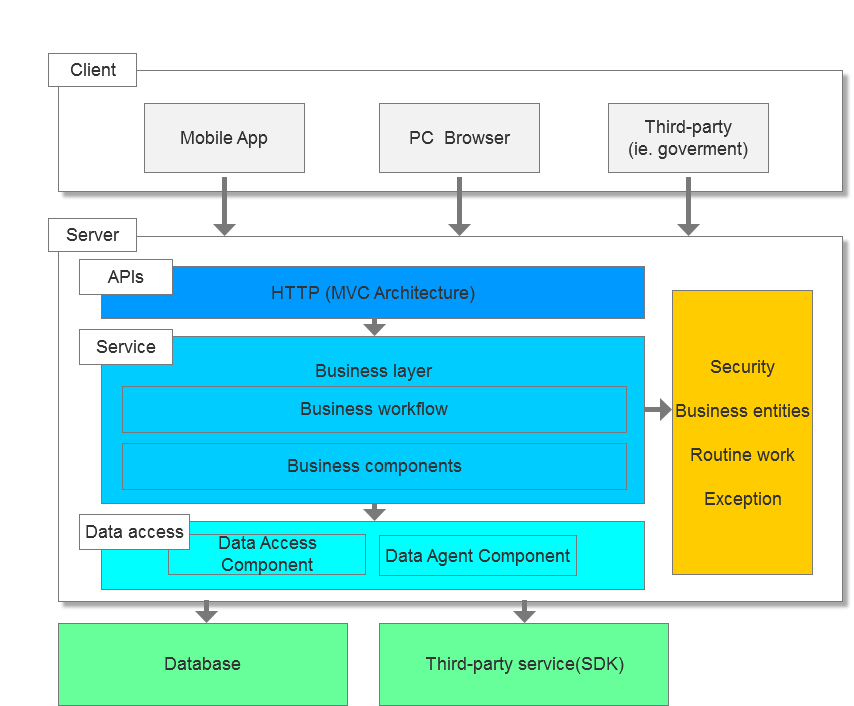 Client
Mobile App
PC Browser
Third-party
(ie. goverment)
Server
APIs
HTTP (MVC Architecture)
Service
Business layer
Business workflow
Business components
Security
Business entities
Routine work
Exception
Data access
Data Access
Component
Data Agent Component
Database
Third-party service(SDK)